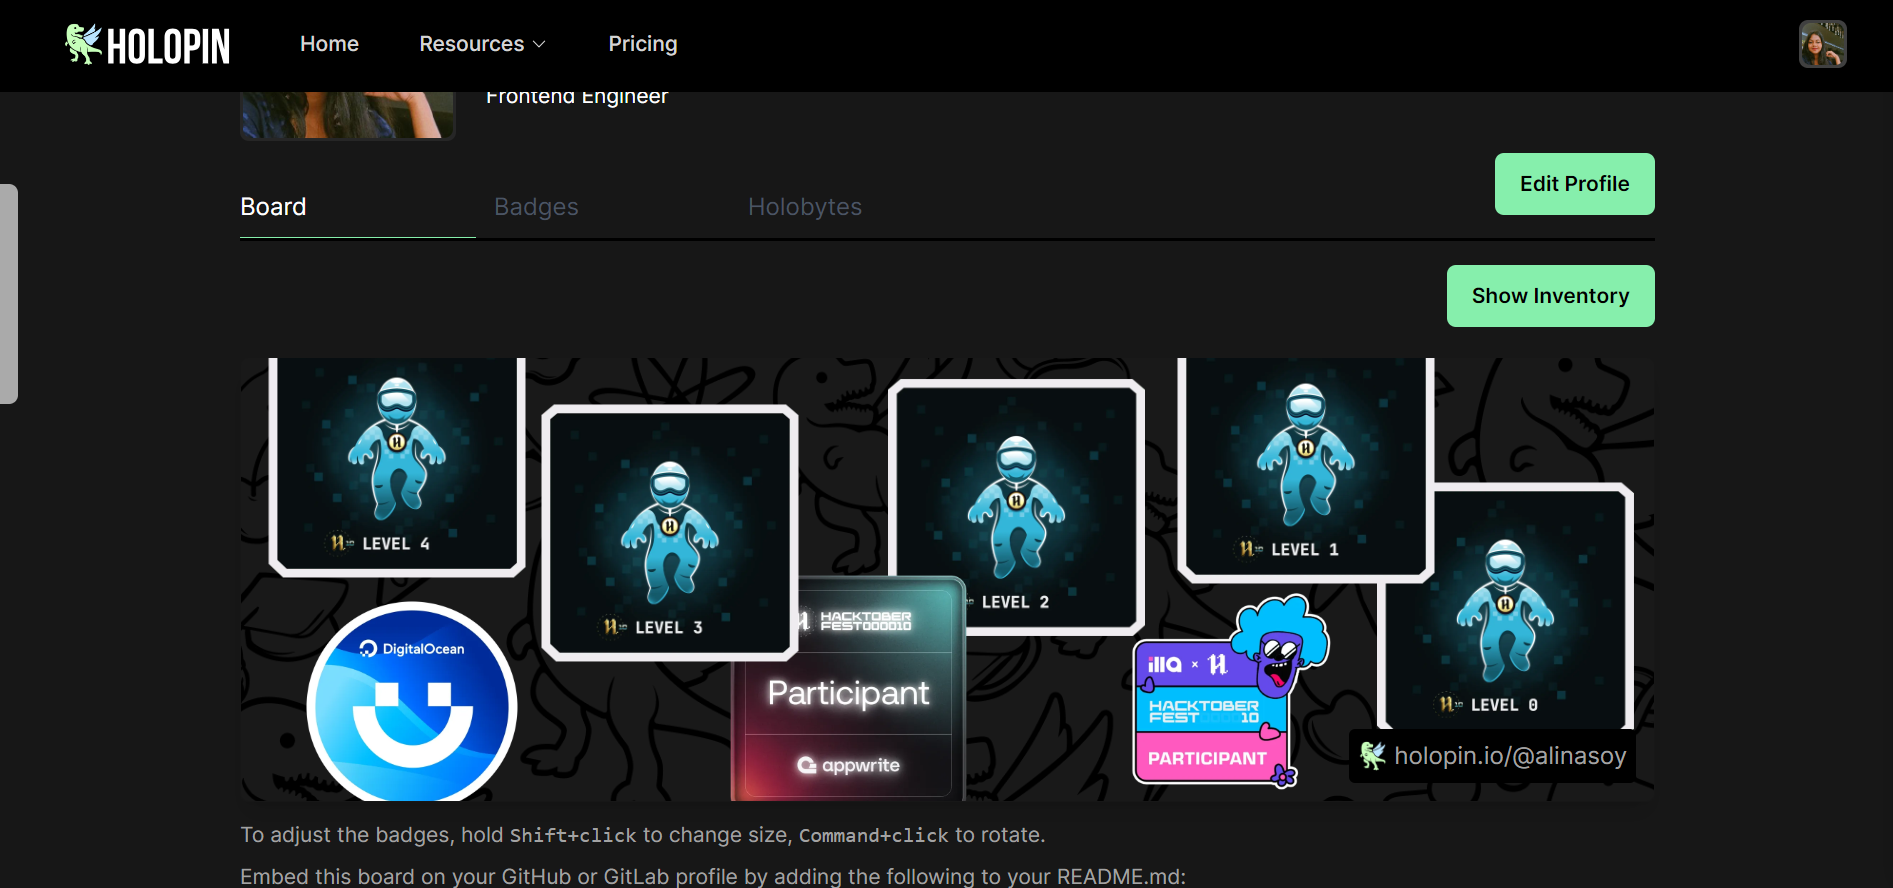 HOLOPIN
Home
Resources
Pricing
Frontend Engineer
Edit Profile
Board
Badges
Holobytes
Show Inventory
LEVEL 4
LEVEL 3
LEVEL 2
LEVEL 1
LEVEL 0
DigitalOcean
HACKTOBER
FEST000010
Participant
appwrite
illa × H
HACKTOBER
FEST000010
PARTICIPANT
holopin.io/@alinasoy
To adjust the badges, hold Shift+click to change size, Command+click to rotate.
Embed this board on your GitHub or GitLab profile by adding the following to your README.md: